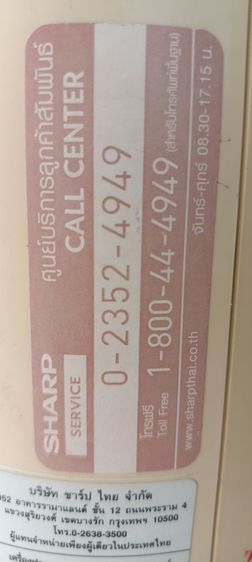 ศูนย์บริการลูกค้าสัมพันธ์
SHARP CALL CENTER
SERVICE 0-2352-4949
โทรฟรี
Toll Free 1-800-44-4949 (สำหรับโทรศัพท์พื้นฐาน)
www.sharpthai.co.th จันทร์-ศุกร์ 08.30-17.15 น.
บริษัท ชาร์ป ไทย จำกัด
952 อาคารรามาแลนด์ ชั้น 12 ถนนพระราม 4
แขวงสุริยวงศ์ เขตบางรัก กรุงเทพฯ 10500
โทร.0-2638-3500
ผู้แทนจำหน่ายเพียงผู้เดียวในประเทศไทย